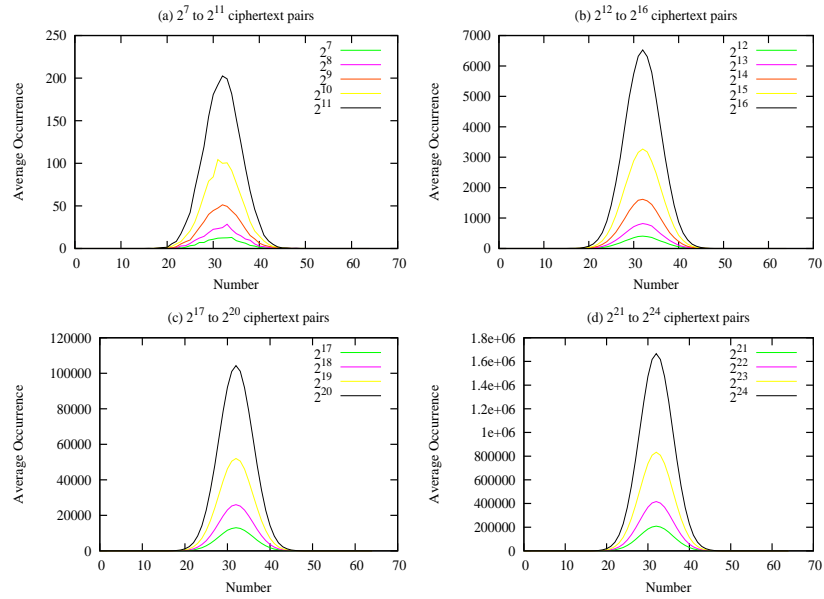 (a) 2^7 to 2^11 ciphertext pairs
250
200
150
100
50
0
0 10 20 30 40 50 60 70
Average Occurrence
Number
2^7
2^8
2^9
2^10
2^11
(b) 2^12 to 2^16 ciphertext pairs
7000
6000
5000
4000
3000
2000
1000
0
0 10 20 30 40 50 60 70
Average Occurrence
Number
2^12
2^13
2^14
2^15
2^16
(c) 2^17 to 2^20 ciphertext pairs
120000
100000
80000
60000
40000
20000
0
0 10 20 30 40 50 60 70
Average Occurrence
Number
2^17
2^18
2^19
2^20
(d) 2^21 to 2^24 ciphertext pairs
1.8e+06
1.6e+06
1.4e+06
1.2e+06
1e+06
800000
600000
400000
200000
0
0 10 20 30 40 50 60 70
Average Occurrence
Number
2^21
2^22
2^23
2^24